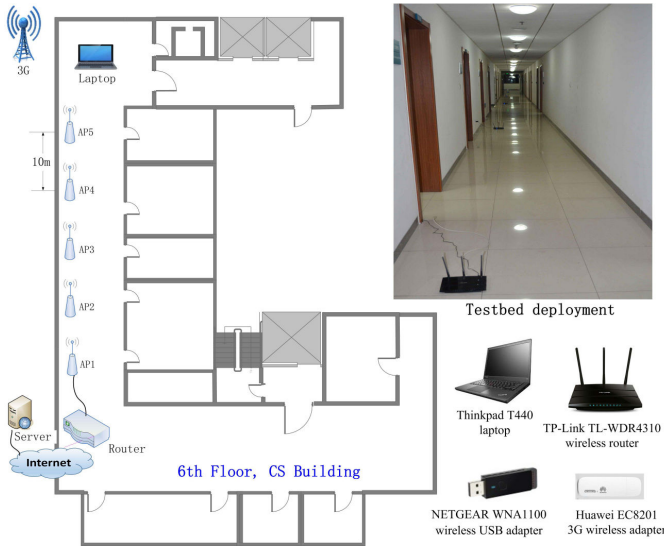 3G
Laptop
AP5
10m
AP4
AP3
AP2
AP1
Server
Router
Internet
6th Floor, CS Building
Testbed deployment
Thinkpad T440
laptop
TP-Link TL-WDR4310
wireless router
NETGEAR WNA1100
wireless USB adapter
Huawei EC8201
3G wireless adapter